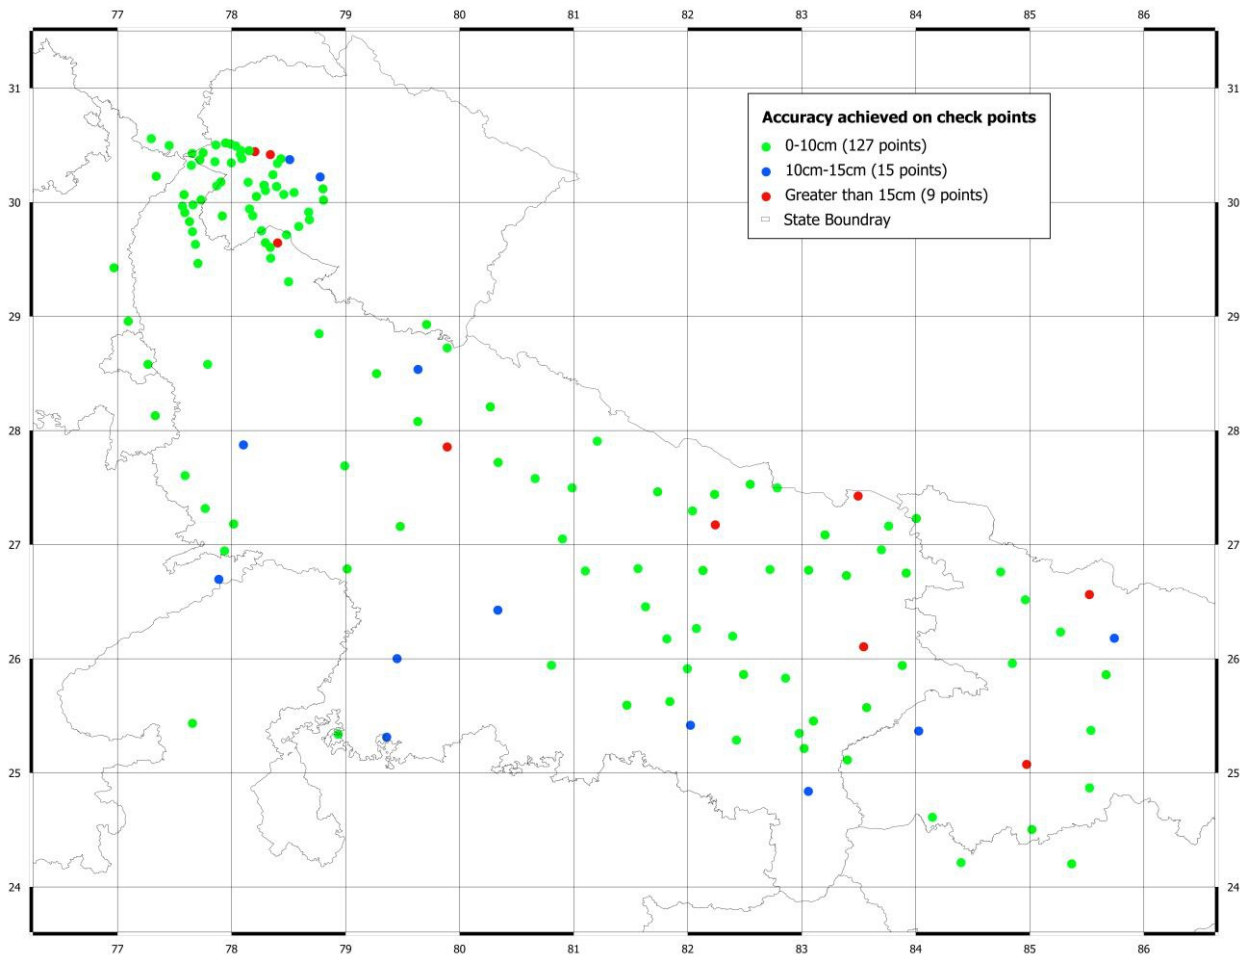 77 78 79 80 81 82 83 84 85 86
31 31
Accuracy achieved on check points
0-10cm (127 points)
10cm-15cm (15 points)
Greater than 15cm (9 points)
State Boundray
30 30
29 29
28 28
27 27
26 26
25 25
24 24
77 78 79 80 81 82 83 84 85 86